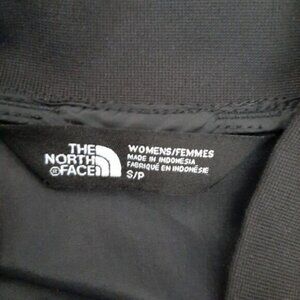 THE
NORTH
FACE
WOMENS/FEMMES
MADE IN INDONESIA
FABRIQUÉ EN INDONÉSIE
S/P